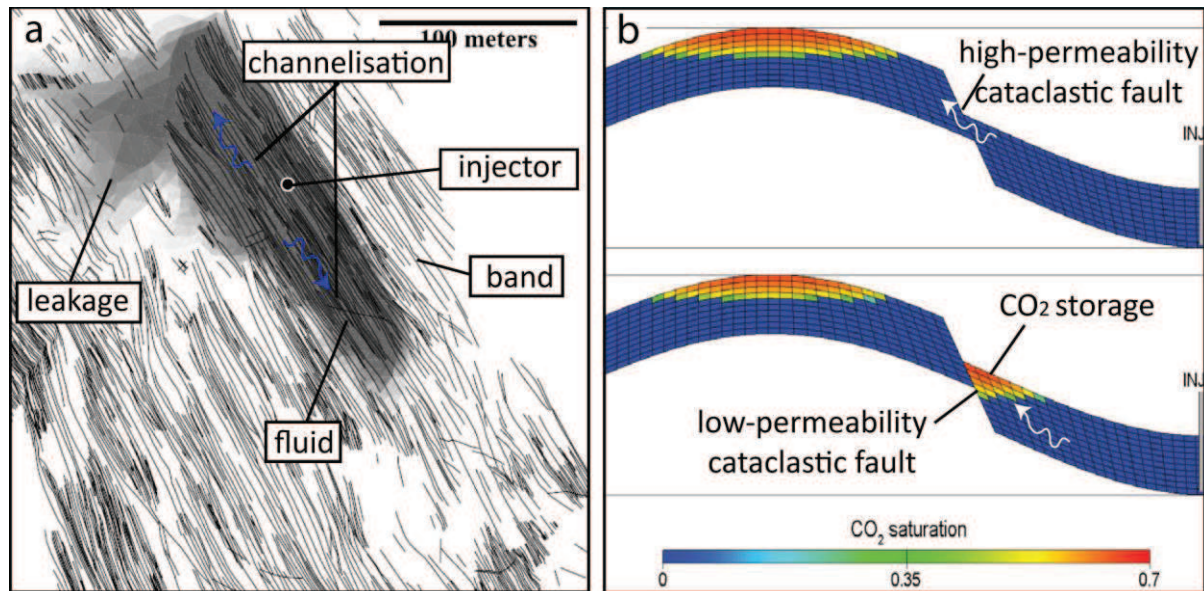 a
100 meters
channelisation
injector
band
leakage
fluid
b
high-permeability
cataclastic fault
INJ
CO₂ storage
INJ
low-permeability
cataclastic fault
CO₂ saturation
0
0.35
0.7